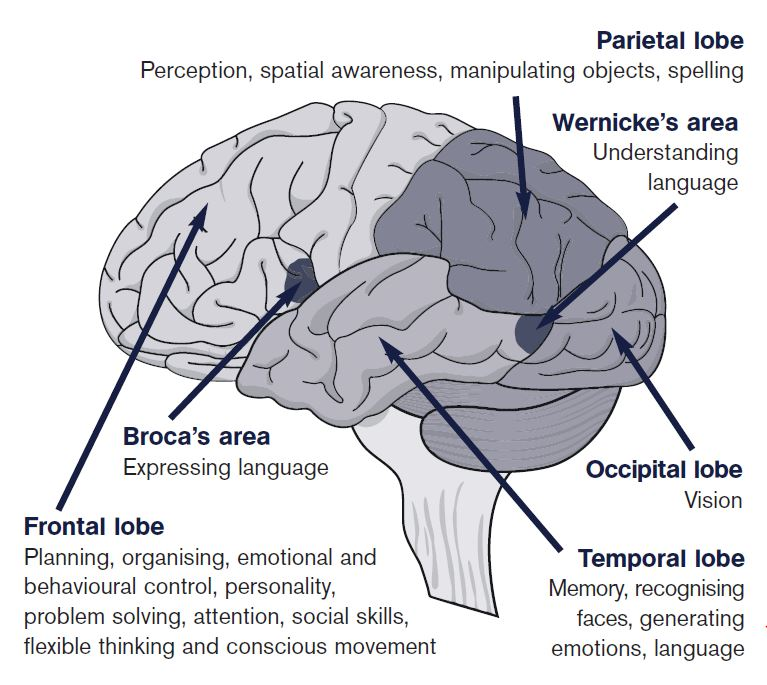 Parietal lobe
Perception, spatial awareness, manipulating objects, spelling
Wernicke’s area
Understanding
language
Broca’s area
Expressing language
Occipital lobe
Vision
Frontal lobe
Planning, organising, emotional and
behavioural control, personality,
problem solving, attention, social skills,
flexible thinking and conscious movement
Temporal lobe
Memory, recognising
faces, generating
emotions, language